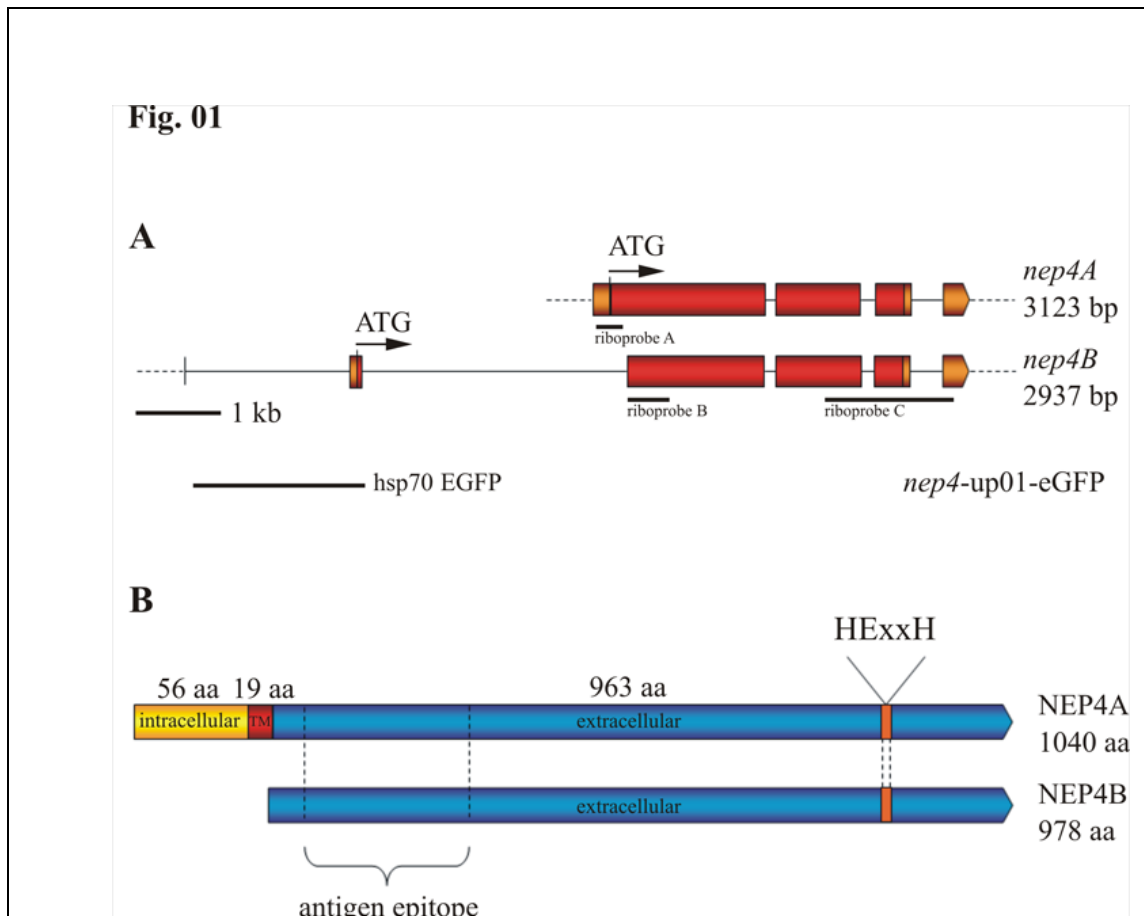 Fig. 01
A
ATG
nep4A
3123 bp
riboprobe A
ATG
nep4B
2937 bp
1 kb
riboprobe B
riboprobe C
hsp70 EGFP
nep4-up01-eGFP
B
HExxH
56 aa 19 aa 963 aa
intracellular TM extracellular
NEP4A
1040 aa
extracellular
NEP4B
978 aa
antigen epitope